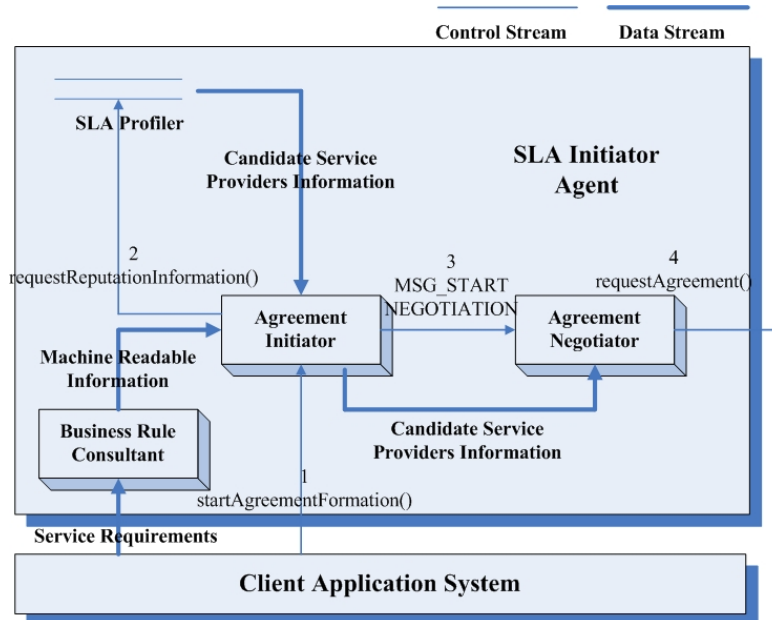 Control Stream
Data Stream
SLA Profiler
Candidate Service
Providers Information
SLA Initiator
Agent
2
requestReputationInformation()
3
MSG_START
NEGOTIATION
4
requestAgreement()
Agreement
Initiator
Agreement
Negotiator
Machine Readable
Information
Business Rule
Consultant
Candidate Service
Providers Information
1
startAgreementFormation()
Service Requirements
Client Application System